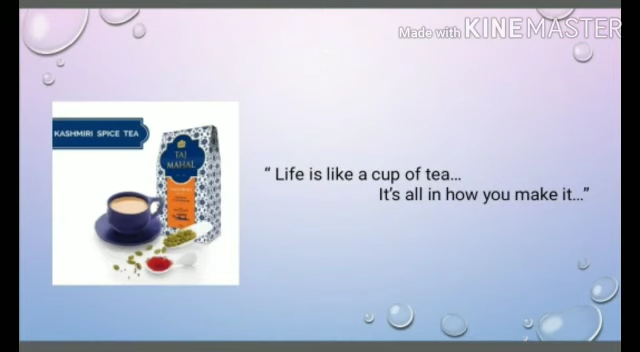 Made with KINEMASTER
KASHMIRI SPICE TEA
TAJ
MAHAL
“ Life is like a cup of tea...
It’s all in how you make it...”